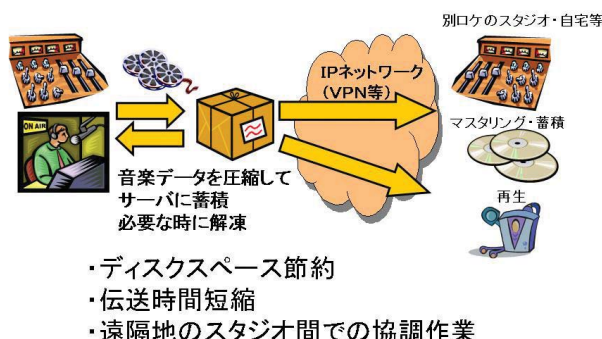 別ロケのスタジオ・自宅等
IPネットワーク
(VPN等)
ON AIR
マスタリング・蓄積
音楽データを圧縮して
サーバに蓄積
必要な時に解凍
再生
・ディスクスペース節約
・伝送時間短縮
・遠隔地のスタジオ間での協調作業